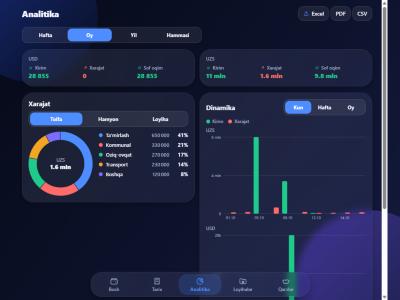 Analitika
Excel
PDF
CSV
Hafta
Oy
Yil
Hammasi
USD
Kirim
Xarajat
Sof oqim
28 855
0
28 855
UZS
Kirim
Xarajat
Sof oqim
11 mln
1.6 mln
9.8 mln
Xarajat
Toifa
Hamyon
Loyiha
UZS
1.6 mln
Ta'mirlash 650 000 41%
Kommunal 330 000 21%
Oziq-ovqat 270 000 17%
Transport 230 000 14%
Boshqa 120 000 8%
Dinamika
Kun
Hafta
Oy
Kirim
Xarajat
UZS
0
USD
Bosh
Tarix
Analitika
Loyihalar
Qarzlar